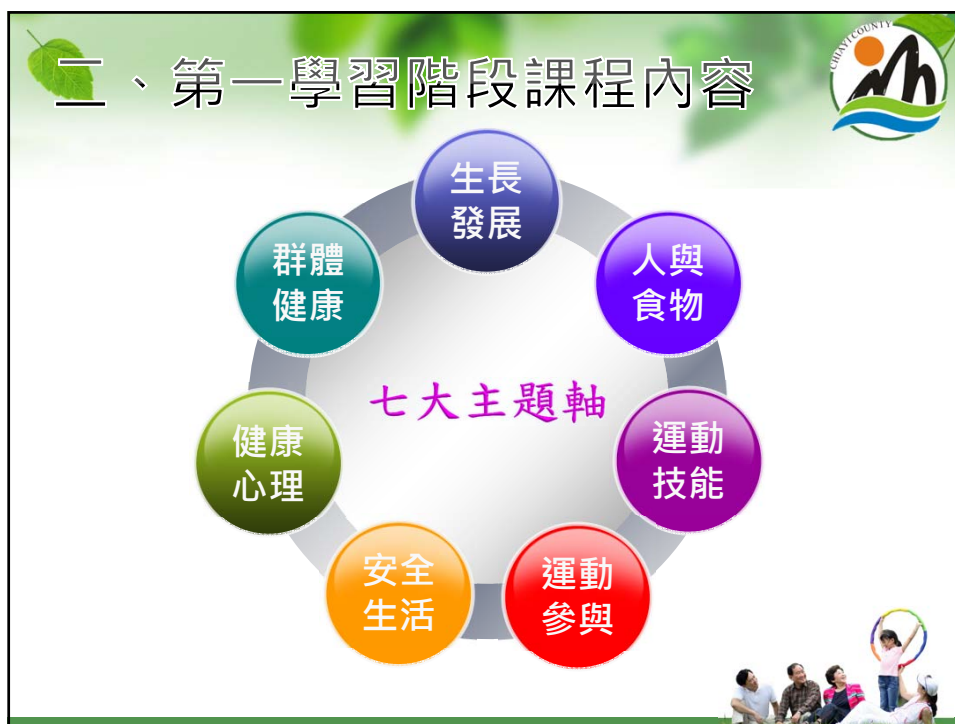 二、第一學習階段課程內容
CHIAYI COUNTY
生長
發展
人與
食物
運動
技能
運動
參與
安全
生活
健康
心理
群體
健康
七大主題軸